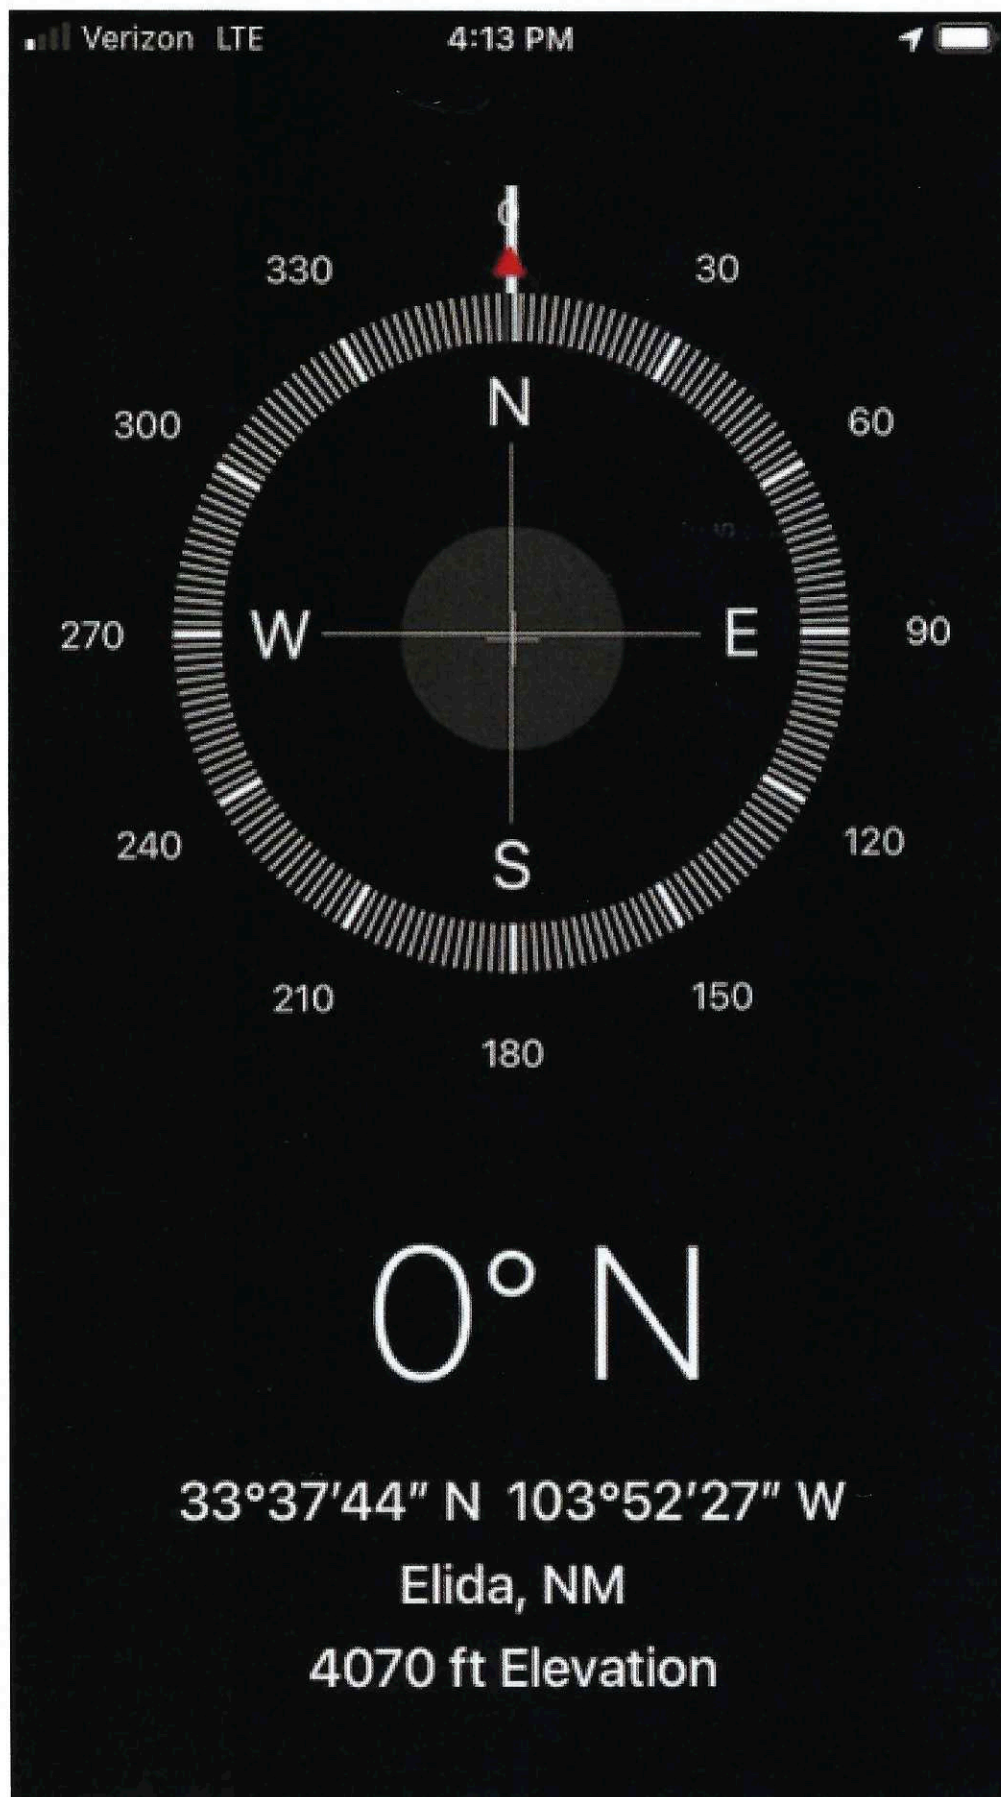 Verizon LTE 4:13 PM
0
330 30
N
300 60
270 W E 90
240 120
S
210 150
180
0° N
33°37'44" N 103°52'27" W
Elida, NM
4070 ft Elevation